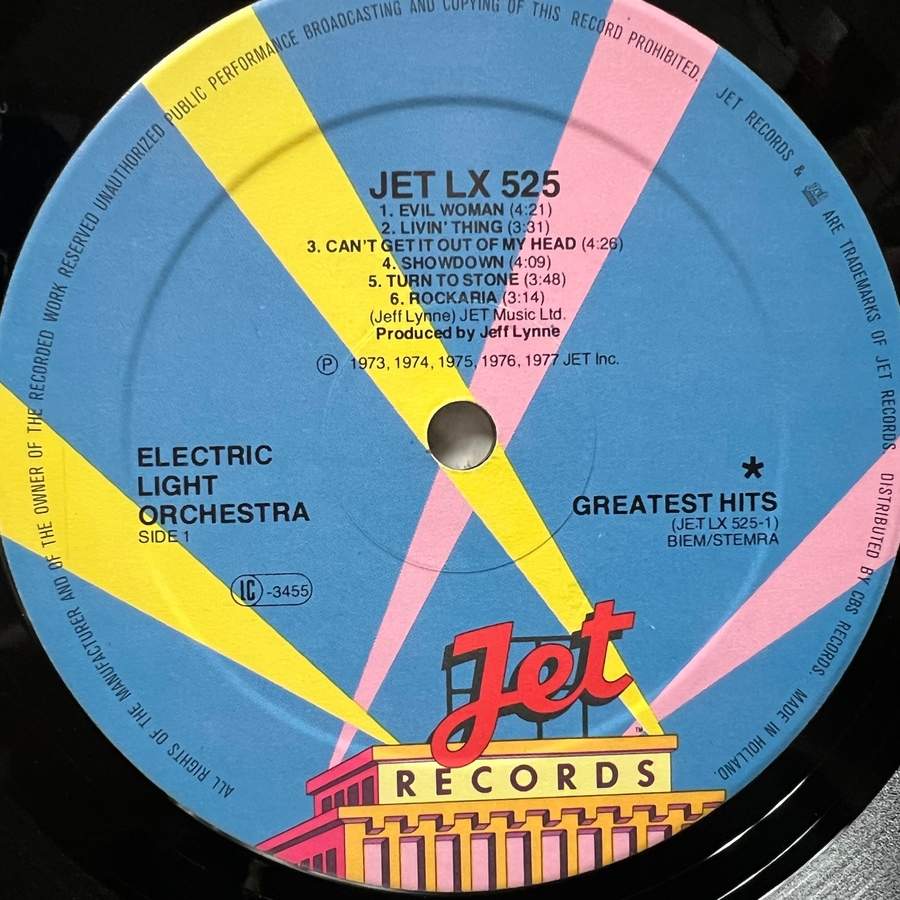 JET LX 525
1. EVIL WOMAN (4:21)
2. LIVIN' THING (3:31)
3. CAN'T GET IT OUT OF MY HEAD (4:26)
4. SHOWDOWN (4:09)
5. TURN TO STONE (3:48)
6. ROCKARIA (3:14)
(Jeff Lynne) JET Music Ltd.
Produced by Jeff Lynne
Ⓟ 1973, 1974, 1975, 1976, 1977 JET Inc.
ELECTRIC
LIGHT
ORCHESTRA
SIDE 1
LC -3455
*
GREATEST HITS
(JET LX 525-1)
BIEM/STEMRA
Jet
TM
RECORDS
ALL RIGHTS OF THE MANUFACTURER AND OF THE OWNER OF THE RECORDED WORK RESERVED UNAUTHORIZED PUBLIC PERFORMANCE BROADCASTING AND COPYING OF THIS RECORD PROHIBITED. JET RECORDS & ARE TRADEMARKS OF JET RECORDS DISTRIBUTED BY CBS RECORDS. MADE IN HOLLAND.